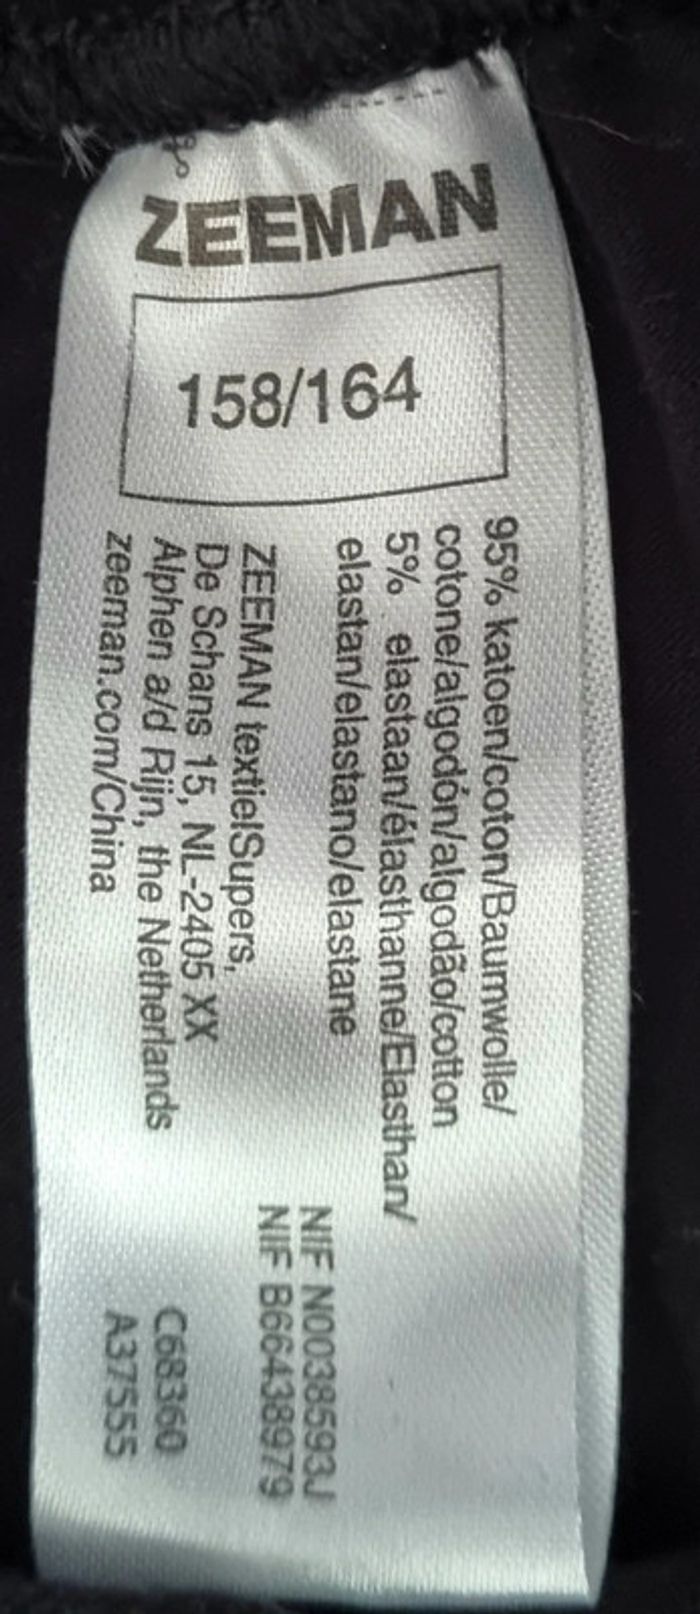 ZEEMAN
158/164
95% katoen/coton/Baumwolle/
cotone/algodón/algodão/cotton
5% elastaan/élasthanne/Elasthan/
elastan/elastano/elastane
NIF N0038593J
NIF B66438979
ZEEMAN textielSupers,
De Schans 15, NL-2405 XX
Alphen a/d Rijn, the Netherlands
zeeman.com/China
C68360
A37555